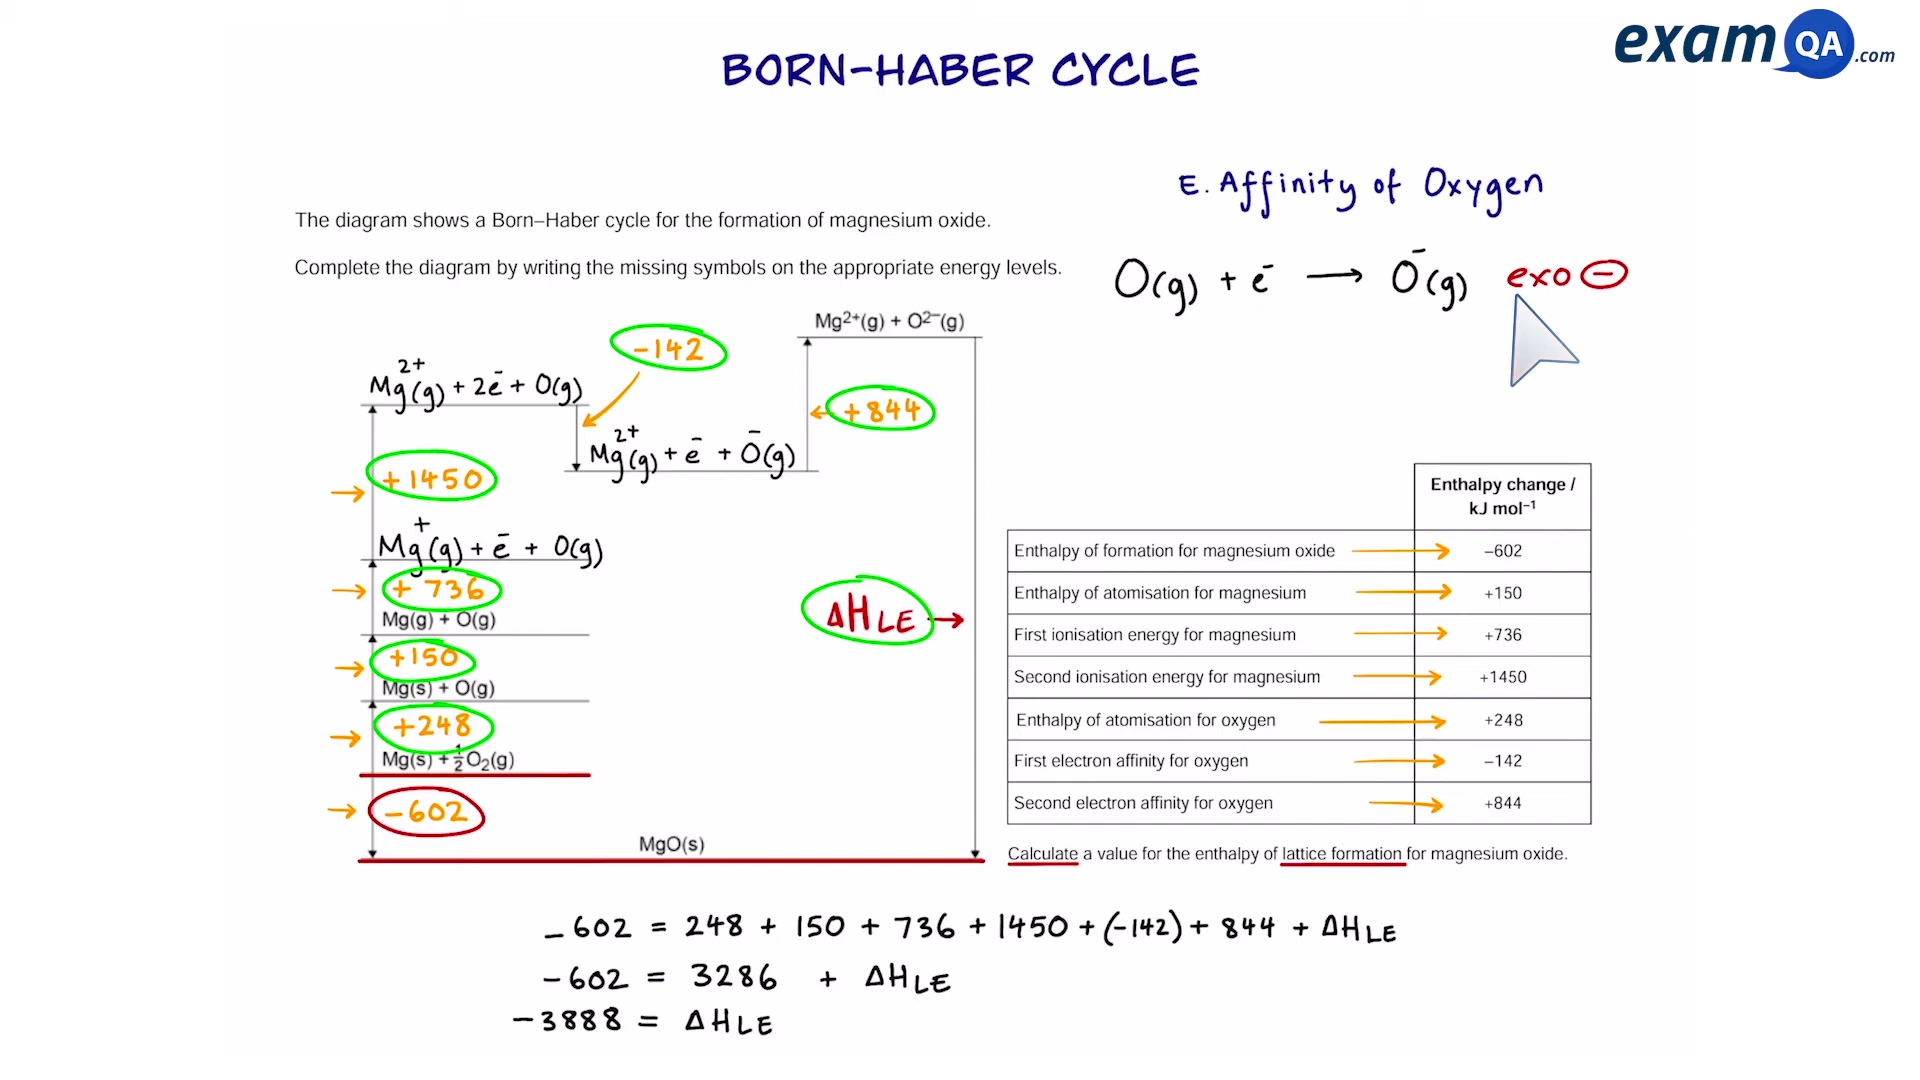 examQA.com
BORN-HABER CYCLE
The diagram shows a Born–Haber cycle for the formation of magnesium oxide.
Complete the diagram by writing the missing symbols on the appropriate energy levels.
E. Affinity of Oxygen
O(g) + e⁻ ⟶ O⁻(g) exo ⊖
Mg²⁺(g) + O²⁻(g)
-142
Mg²⁺(g) + 2e⁻ + O(g)
+844
Mg²⁺(g) + e⁻ + O⁻(g)
+1450
Mg⁺(g) + e⁻ + O(g)
+736
ΔH_LE
Mg(g) + O(g)
+150
Mg(s) + O(g)
+248
Mg(s) + ½O₂(g)
-602
MgO(s)
Enthalpy change /
kJ mol⁻¹
Enthalpy of formation for magnesium oxide –602
Enthalpy of atomisation for magnesium +150
First ionisation energy for magnesium +736
Second ionisation energy for magnesium +1450
Enthalpy of atomisation for oxygen +248
First electron affinity for oxygen –142
Second electron affinity for oxygen +844
Calculate a value for the enthalpy of lattice formation for magnesium oxide.
-602 = 248 + 150 + 736 + 1450 + (-142) + 844 + ΔH_LE
-602 = 3286 + ΔH_LE
-3888 = ΔH_LE